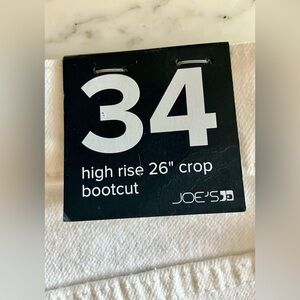 34
high rise 26" crop
bootcut
JOE'S